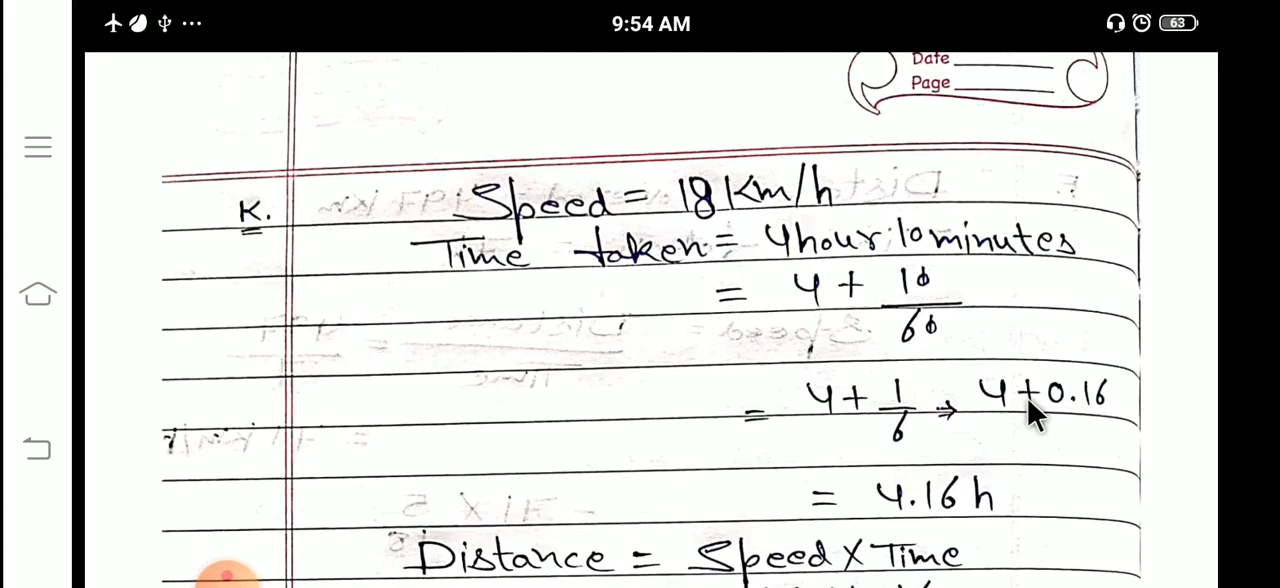 9:54 AM
63
Date
Page
K. Speed = 18 Km/h
Time taken = 4 hour 10 minutes
= 4 + 10/60
= 4 + 1/6 → 4 + 0.16
= 4.16 h
Distance = Speed X Time